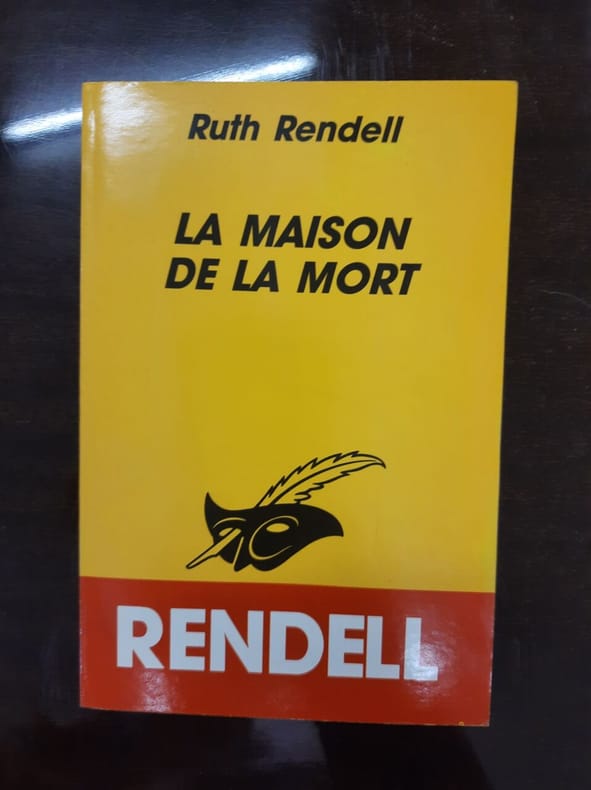 Ruth Rendell
LA MAISON
DE LA MORT
RENDELL